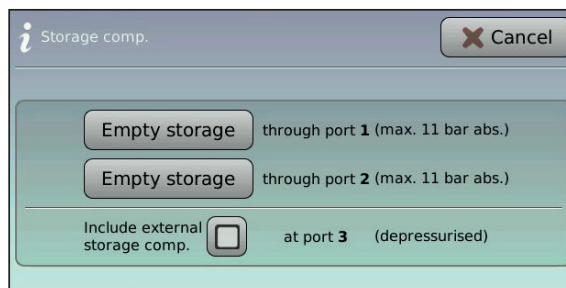 i Storage comp.
Cancel
Empty storage through port 1 (max. 11 bar abs.)
Empty storage through port 2 (max. 11 bar abs.)
Include external
storage comp.
at port 3 (depressurised)